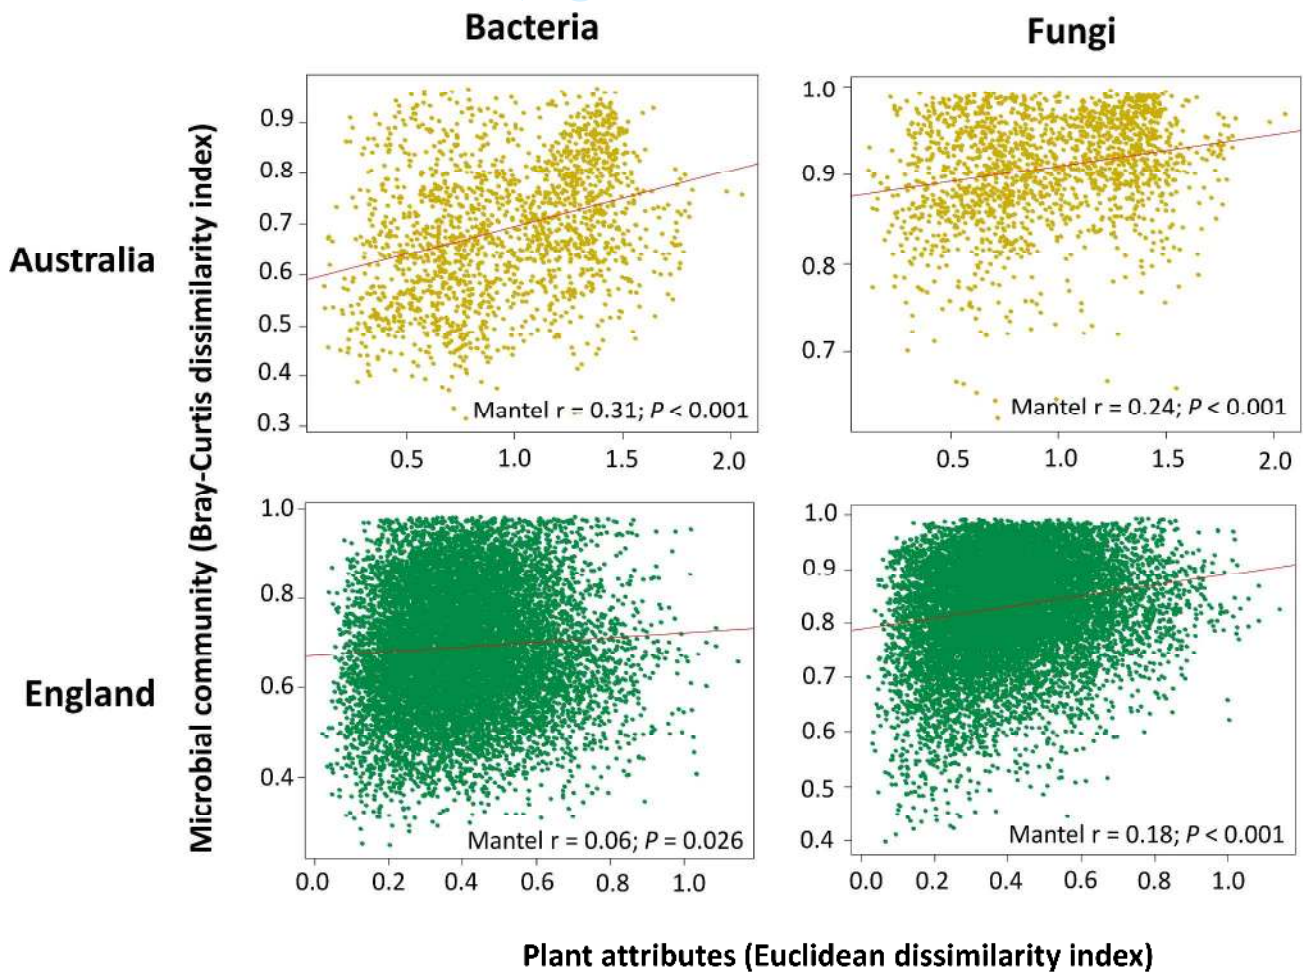 Bacteria
Fungi
Australia
England
Microbial community (Bray-Curtis dissimilarity index)
0.9
0.8
0.7
0.6
0.5
0.4
0.3
Mantel r = 0.31; P < 0.001
0.5 1.0 1.5 2.0
1.0
0.9
0.8
0.7
Mantel r = 0.24; P < 0.001
0.5 1.0 1.5 2.0
1.0
0.8
0.6
0.4
Mantel r = 0.06; P = 0.026
0.0 0.2 0.4 0.6 0.8 1.0
1.0
0.9
0.8
0.7
0.6
0.5
0.4
Mantel r = 0.18; P < 0.001
0.0 0.2 0.4 0.6 0.8 1.0
Plant attributes (Euclidean dissimilarity index)